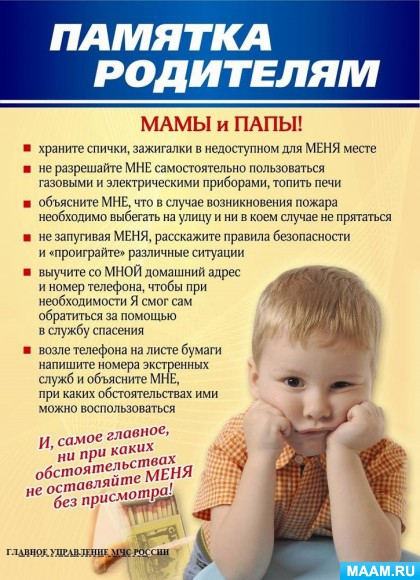 ПАМЯТКА
РОДИТЕЛЯМ
МАМЫ и ПАПЫ!
храните спички, зажигалки в недоступном для МЕНЯ месте
не разрешайте МНЕ самостоятельно пользоваться
газовыми и электрическими приборами, топить печи
объясните МНЕ, что в случае возникновения пожара
необходимо выбегать на улицу и ни в коем случае не прятаться
не запугивая МЕНЯ, расскажите правила безопасности
и «проиграйте» различные ситуации
выучите со МНОЙ домашний адрес
и номер телефона, чтобы при
необходимости Я смог сам
обратиться за помощью
в службу спасения
возле телефона на листе бумаги
напишите номера экстренных
служб и объясните МНЕ,
при каких обстоятельствах ими
можно воспользоваться
И, самое главное,
ни при каких
обстоятельствах
не оставляйте МЕНЯ
без присмотра!
ГЛАВНОЕ УПРАВЛЕНИЕ МЧС РОССИИ
MAAM.RU